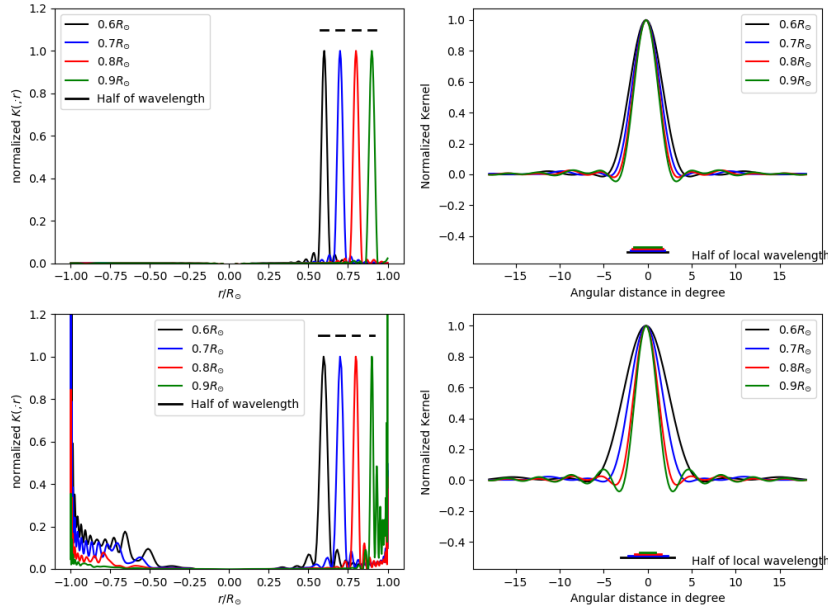 1.2
1.0
0.8
0.6
0.4
0.2
0.0
normalized K(; r)
0.6R⊙
0.7R⊙
0.8R⊙
0.9R⊙
Half of wavelength
−1.00 −0.75 −0.50 −0.25 0.00 0.25 0.50 0.75 1.00
r/R⊙
1.0
0.8
0.6
0.4
0.2
0.0
−0.2
−0.4
Normalized Kernel
0.6R⊙
0.7R⊙
0.8R⊙
0.9R⊙
Half of local wavelength
−15 −10 −5 0 5 10 15
Angular distance in degree
1.2
1.0
0.8
0.6
0.4
0.2
0.0
normalized K(; r)
0.6R⊙
0.7R⊙
0.8R⊙
0.9R⊙
Half of wavelength
−1.00 −0.75 −0.50 −0.25 0.00 0.25 0.50 0.75 1.00
r/R⊙
1.0
0.8
0.6
0.4
0.2
0.0
−0.2
−0.4
Normalized Kernel
0.6R⊙
0.7R⊙
0.8R⊙
0.9R⊙
Half of local wavelength
−15 −10 −5 0 5 10 15
Angular distance in degree